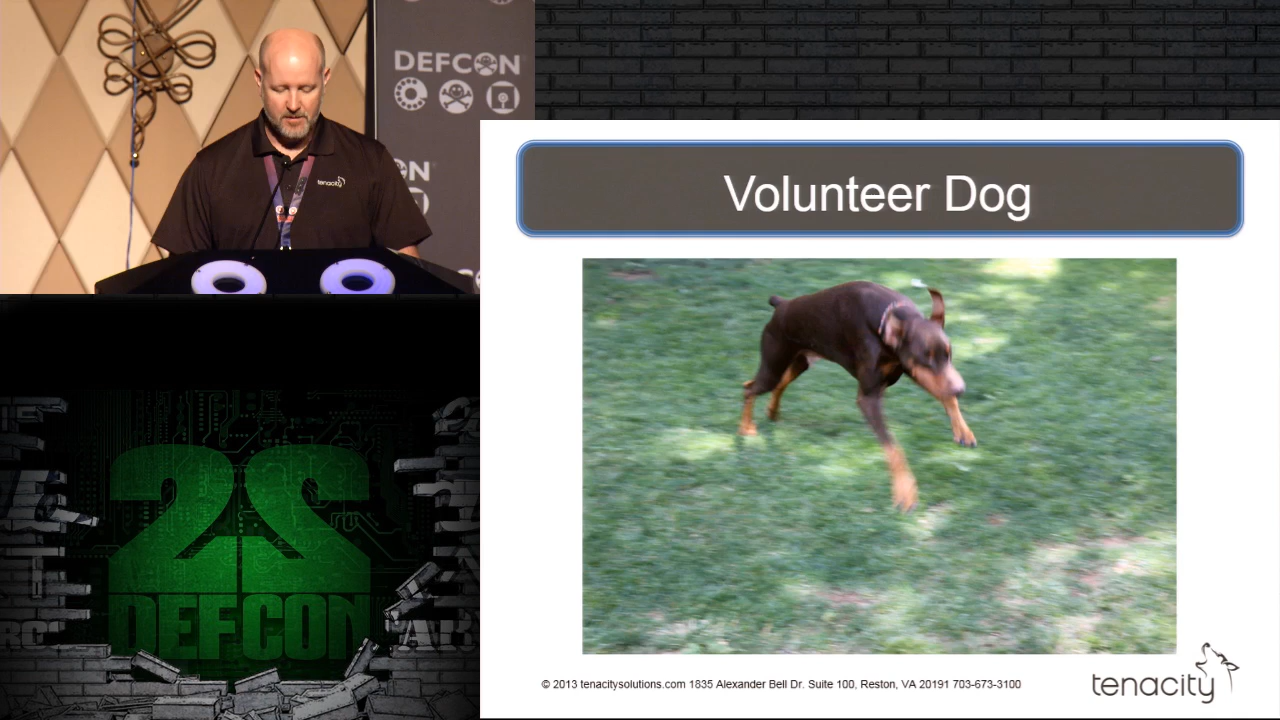 DEFCON
ON
tenacity
Volunteer Dog
22
DEFCON
© 2013 tenacitysolutions.com 1835 Alexander Bell Dr. Suite 100, Reston, VA 20191 703-673-3100
tenacity